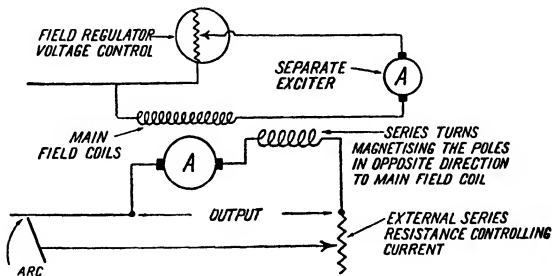 FIELD REGULATOR
VOLTAGE CONTROL
SEPARATE
EXCITER
A
MAIN
FIELD COILS
A
SERIES TURNS
MAGNETISING THE POLES
IN OPPOSITE DIRECTION
TO MAIN FIELD COIL
OUTPUT
EXTERNAL SERIES
RESISTANCE CONTROLLING
CURRENT
ARC